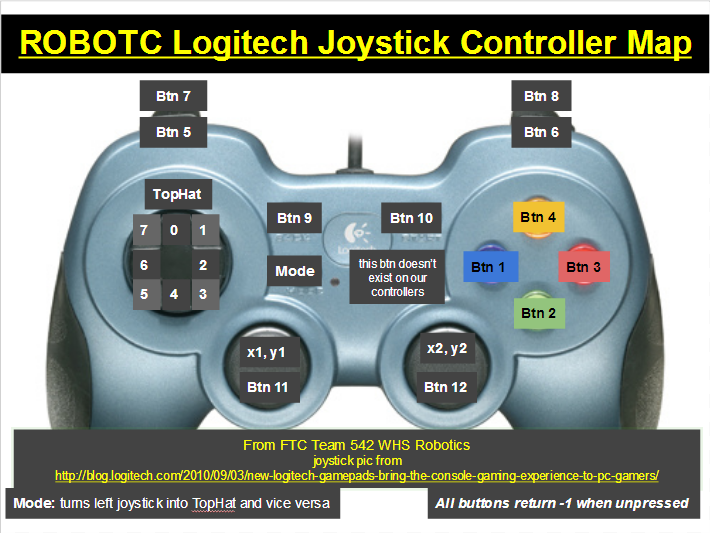 ROBOTC Logitech Joystick Controller Map
Btn 7
Btn 8
Btn 5
Btn 6
TopHat
7 0 1
6 2
5 4 3
Btn 9
Btn 10
Logitech
Mode
this btn doesn't
exist on our
controllers
Btn 4
Btn 1
Btn 3
Btn 2
x1, y1
Btn 11
x2, y2
Btn 12
From FTC Team 542 WHS Robotics
joystick pic from
http://blog.logitech.com/2010/09/03/new-logitech-gamepads-bring-the-console-gaming-experience-to-pc-gamers/
Mode: turns left joystick into TopHat and vice versa
All buttons return -1 when unpressed